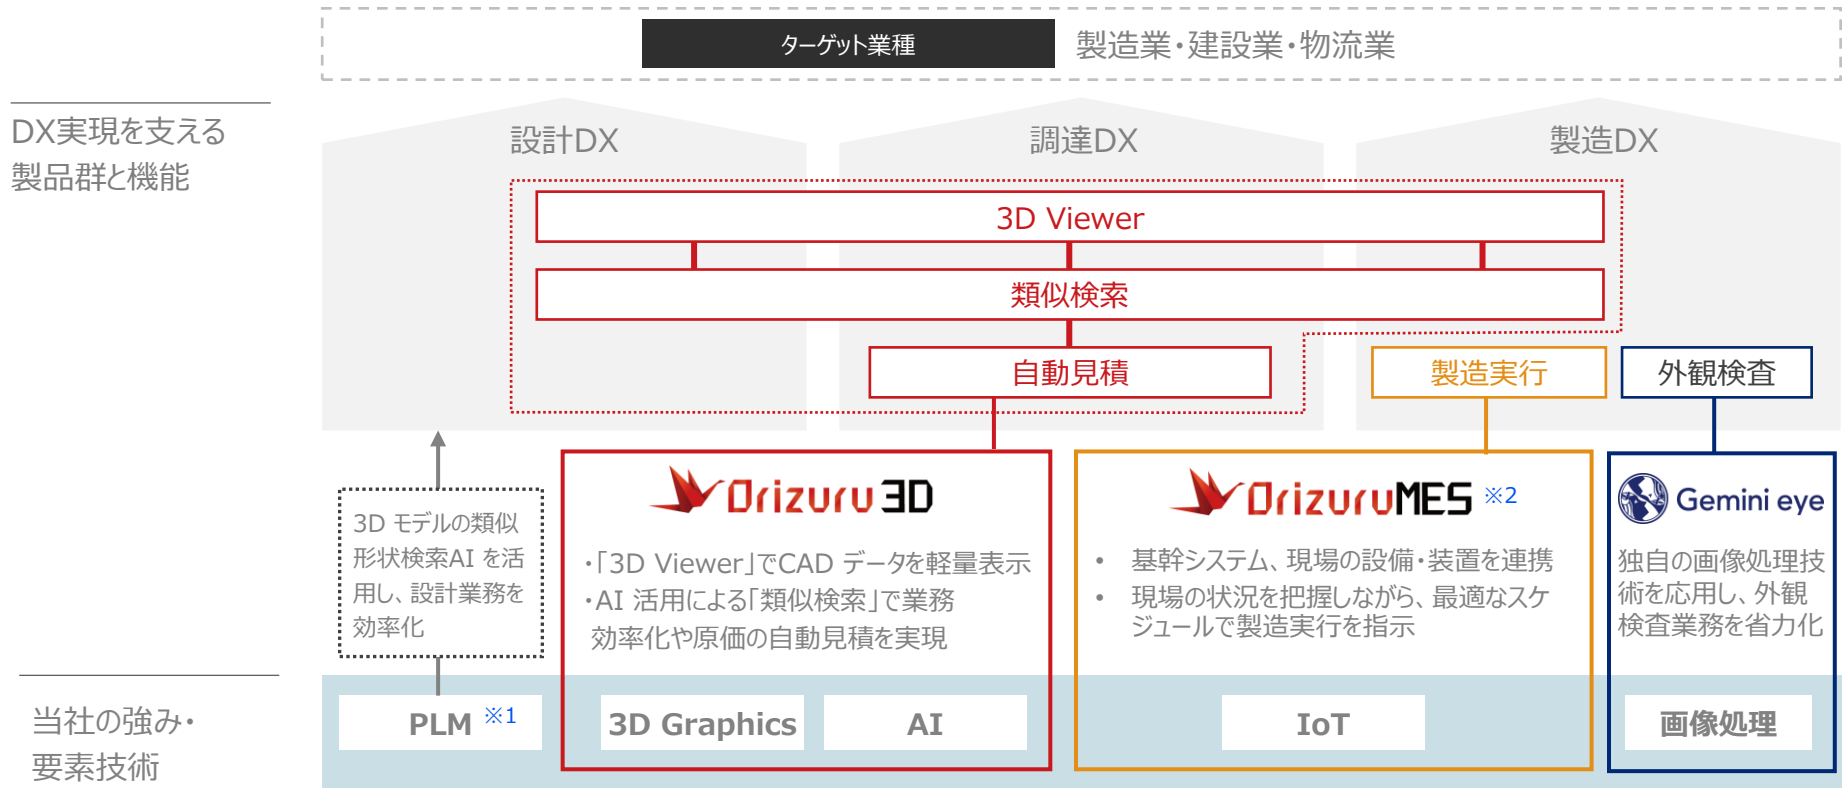 ターゲット業種
製造業・建設業・物流業
DX実現を支える
製品群と機能
設計DX
調達DX
製造DX
3D Viewer
類似検索
自動見積
製造実行
外観検査
3D モデルの類似
形状検索AI を活
用し、設計業務を
効率化
Orizuru 3D
・「3D Viewer」でCAD データを軽量表示
・AI 活用による「類似検索」で業務
効率化や原価の自動見積を実現
OrizuruMES ※2
• 基幹システム、現場の設備・装置を連携
• 現場の状況を把握しながら、最適なスケ
ジュールで製造実行を指示
Gemini eye
独自の画像処理技
術を応用し、外観
検査業務を省力化
当社の強み・
要素技術
PLM ※1
3D Graphics
AI
IoT
画像処理